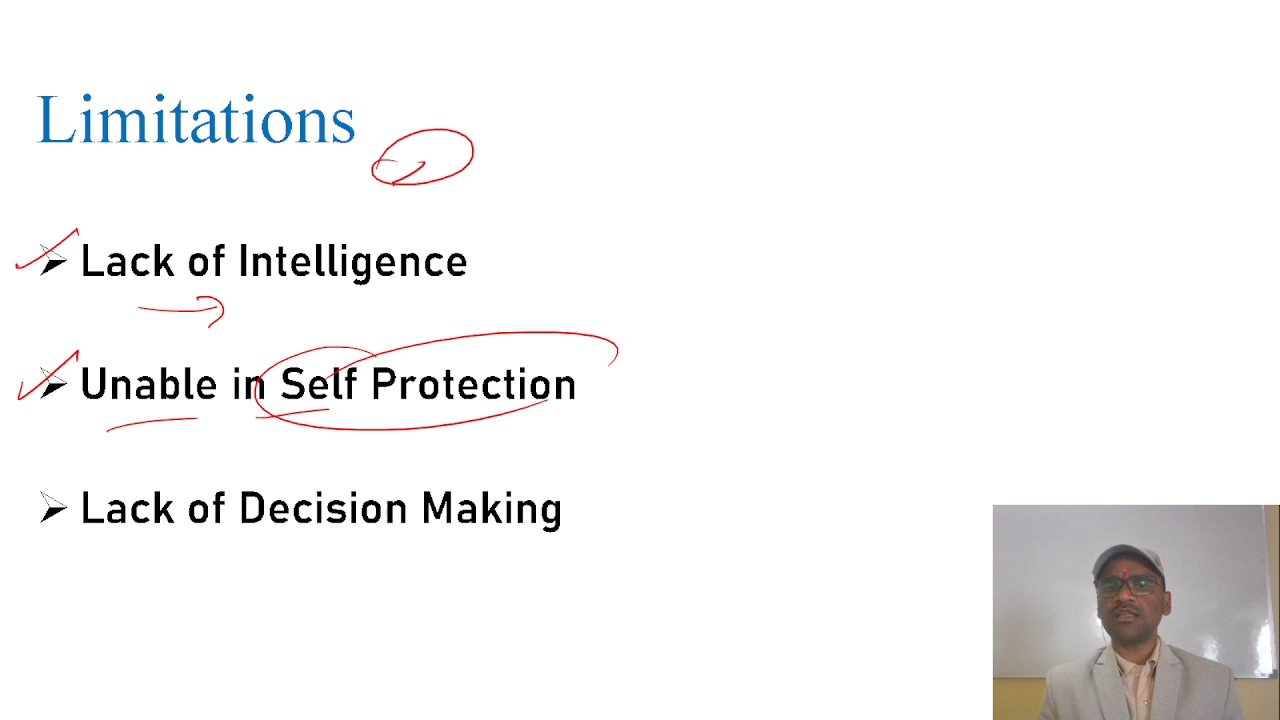 Limitations
Lack of Intelligence
Unable in Self Protection
Lack of Decision Making